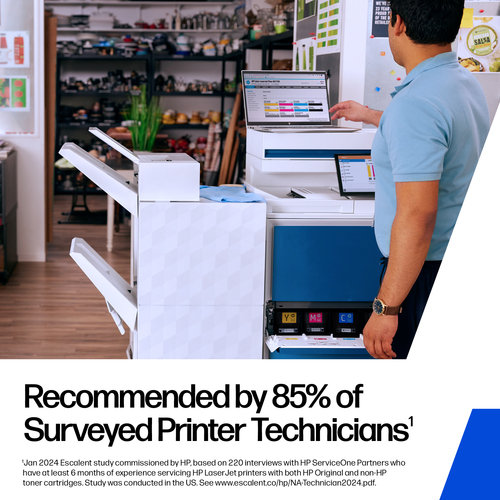 SALSA
Y M C
Recommended by 85% of
Surveyed Printer Technicians¹
¹Jan 2024 Escalent study commissioned by HP, based on 220 interviews with HP ServiceOne Partners who
have at least 6 months of experience servicing HP LaserJet printers with both HP Original and non-HP
toner cartridges. Study was conducted in the US. See www.escalent.co/hp/NA-Technician2024.pdf.